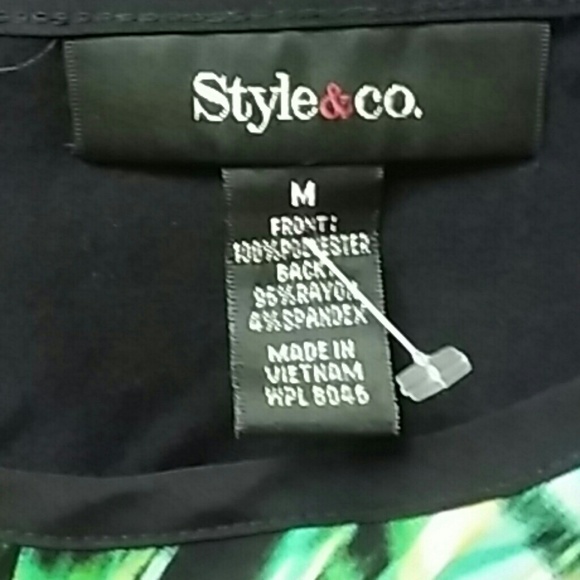 Style&co.
M
FRONT:
100%POLYESTER
BACK:
96%RAYON
4%SPANDEX
MADE IN
VIETNAM
WPL 8046